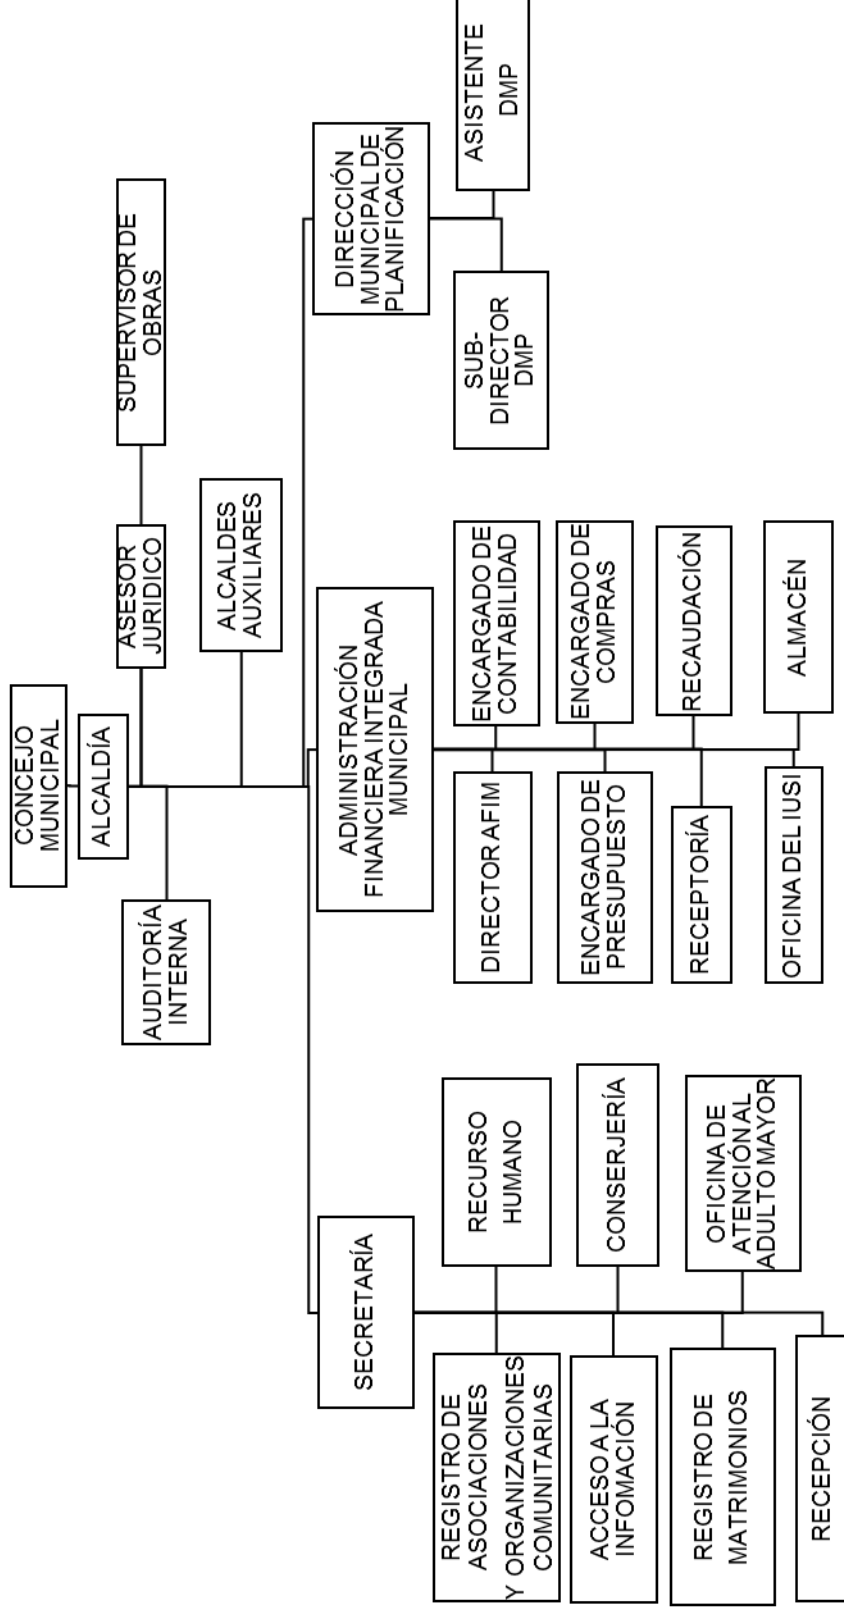 CONCEJO
MUNICIPAL
ALCALDÍA
ASESOR
JURIDICO
SUPERVISOR DE
OBRAS
AUDITORÍA
INTERNA
ALCALDES
AUXILIARES
SECRETARÍA
ADMINISTRACIÓN
FINANCIERA INTEGRADA
MUNICIPAL
DIRECCIÓN
MUNICIPAL DE
PLANIFICACIÓN
REGISTRO DE
ASOCIACIONES
Y ORGANIZACIONES
COMUNITARIAS
RECURSO
HUMANO
ACCESO A LA
INFOMACIÓN
CONSERJERÍA
REGISTRO DE
MATRIMONIOS
OFICINA DE
ATENCIÓN AL
ADULTO MAYOR
RECEPCIÓN
DIRECTOR AFIM
ENCARGADO DE
CONTABILIDAD
ENCARGADO DE
PRESUPUESTO
ENCARGADO DE
COMPRAS
RECEPTORÍA
RECAUDACIÓN
OFICINA DEL IUSI
ALMACÉN
SUB-
DIRECTOR
DMP
ASISTENTE
DMP